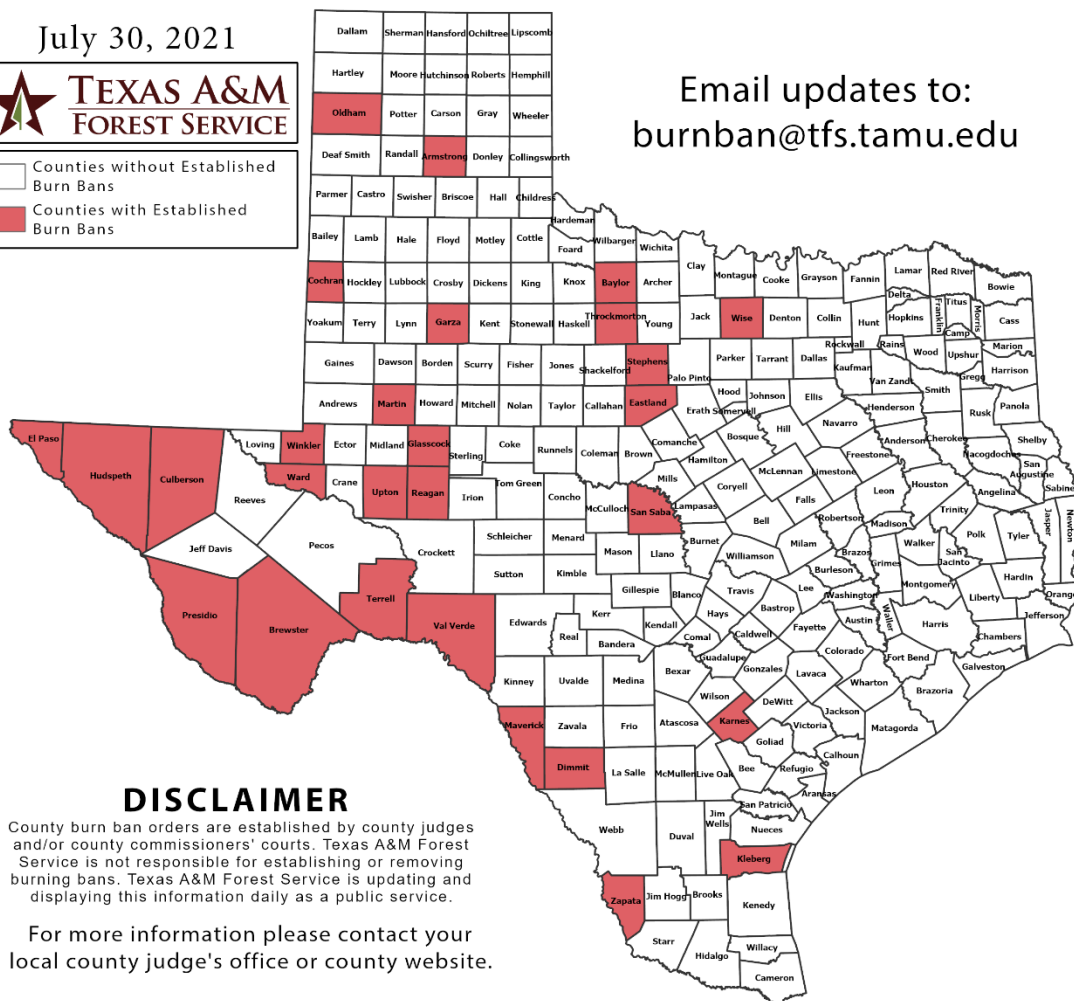 July 30, 2021
TEXAS A&M
FOREST SERVICE
Counties without Established
Burn Bans
Counties with Established
Burn Bans
Email updates to:
burnban@tfs.tamu.edu
Dallam Sherman Hansford Ochiltree Lipscomb
Hartley Moore Hutchinson Roberts Hemphill
Oldham Potter Carson Gray Wheeler
Deaf Smith Randall Armstrong Donley Collingsworth
Parmer Castro Swisher Briscoe Hall Childress
Hardeman
Bailey Lamb Hale Floyd Motley Cottle Foard Wilbarger Wichita Clay Montague Cooke Grayson Fannin Lamar Red River Bowie
Cochran Hockley Lubbock Crosby Dickens King Knox Baylor Archer Delta Franklin Titus Morris Cass
Yoakum Terry Lynn Garza Kent Stonewall Haskell Throckmorton Young Jack Wise Denton Collin Hunt Hopkins Camp Marion
Rockwall Rains Wood Upshur Harrison
Gaines Dawson Borden Scurry Fisher Jones Shackelford Stephens Palo Pinto Parker Tarrant Dallas Kaufman Van Zandt Smith Gregg
Andrews Martin Howard Mitchell Nolan Taylor Callahan Eastland Erath Hood Somervell Johnson Ellis Henderson Rusk Panola
El Paso Hudspeth Culberson Loving Winkler Ector Midland Glasscock Sterling Coke Runnels Coleman Brown Comanche Bosque Hill Navarro Anderson Cherokee Nacogdoches Shelby
Reeves Ward Crane Upton Reagan Irion Tom Green Concho McCulloch San Saba Mills Hamilton Coryell McLennan Limestone Freestone Leon Houston Angelina San Augustine Sabine
Jeff Davis Pecos Crockett Schleicher Menard Mason Llano Lampasas Burnet Bell Falls Robertson Madison Trinity Polk Tyler Jasper Newton
Presidio Brewster Terrell Val Verde Sutton Kimble Gillespie Blanco Williamson Milam Brazos Burleson Grimes Walker San Jacinto Montgomery Liberty Hardin Orange
Edwards Real Kerr Bandera Kendall Comal Hays Travis Bastrop Lee Washington Fayette Austin Waller Harris Chambers Jefferson
Kinney Uvalde Medina Bexar Guadalupe Caldwell Gonzales Lavaca Colorado Fort Bend Galveston
Maverick Zavala Frio Atascosa Wilson Karnes DeWitt Victoria Jackson Wharton Matagorda Brazoria
Dimmit La Salle McMullen Live Oak Bee Goliad Refugio Calhoun Aransas
Webb Duval Jim Wells San Patricio Nueces
Kleberg
Zapata Jim Hogg Brooks Kenedy
Starr Hidalgo Willacy
Cameron
DISCLAIMER
County burn ban orders are established by county judges
and/or county commissioners' courts. Texas A&M Forest
Service is not responsible for establishing or removing
burning bans. Texas A&M Forest Service is updating and
displaying this information daily as a public service.
For more information please contact your
local county judge's office or county website.